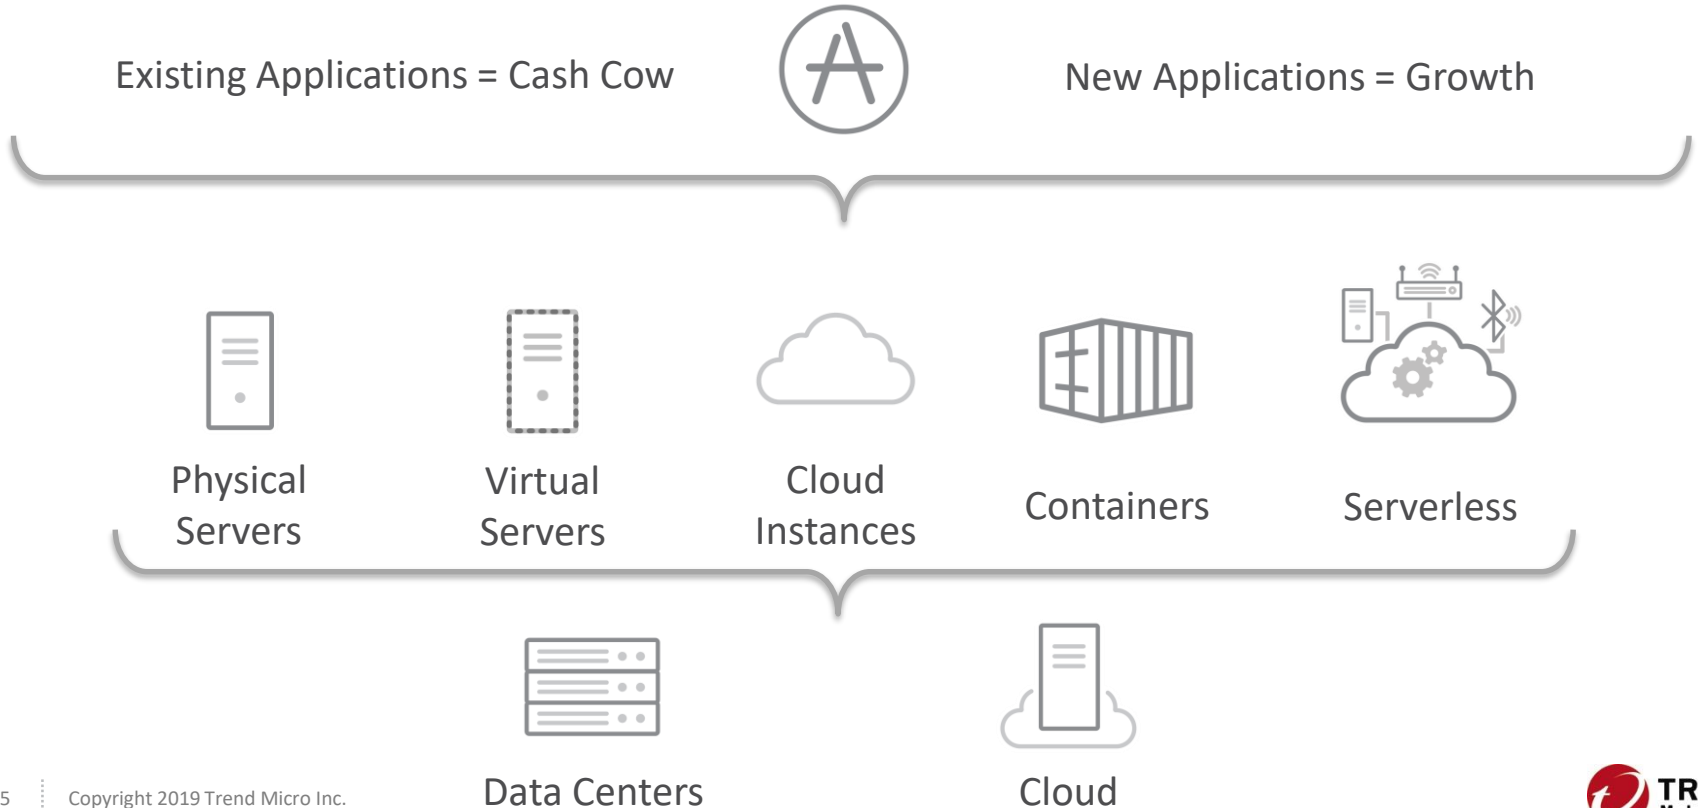 Existing Applications = Cash Cow
New Applications = Growth
Physical
Servers
Virtual
Servers
Cloud
Instances
Containers
Serverless
Data Centers
Cloud
5
Copyright 2019 Trend Micro Inc.
TR